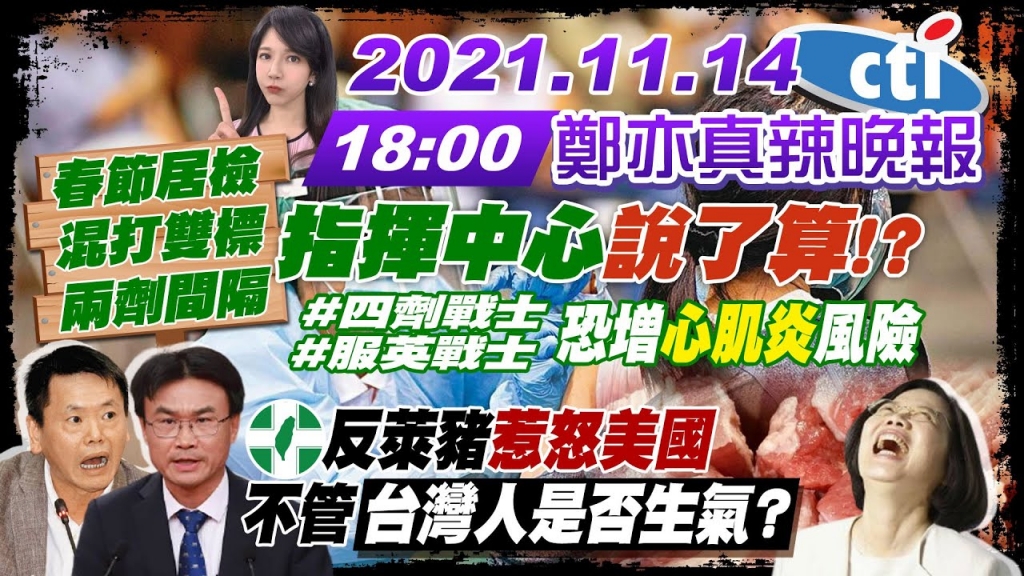 2021.11.14
cti
18:00 鄭亦真辣晚報
春節居檢
混打雙標
兩劑間隔
指揮中心說了算!?
#四劑戰士
#服英戰士
恐增心肌炎風險
反萊豬惹怒美國
不管台灣人是否生氣？